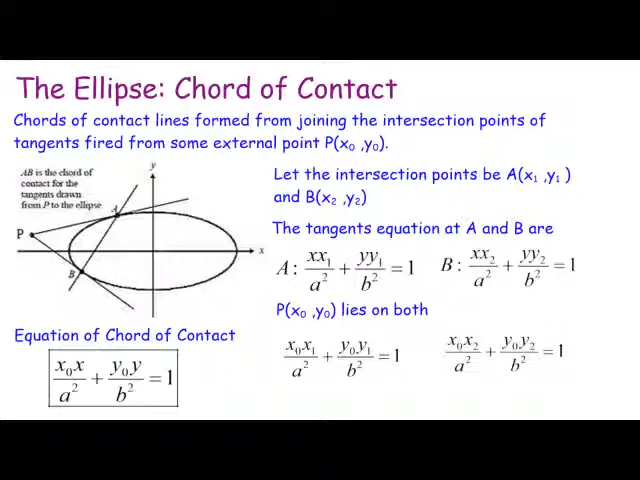 The Ellipse: Chord of Contact
Chords of contact lines formed from joining the intersection points of
tangents fired from some external point P(x₀ ,y₀).
AB is the chord of
contact for the
tangents drawn
from P to the ellipse
y
A
P
x
B
Let the intersection points be A(x₁ ,y₁ )
and B(x₂ ,y₂)
The tangents equation at A and B are
A : xx₁/a² + yy₁/b² = 1
B : xx₂/a² + yy₂/b² = 1
P(x₀ ,y₀) lies on both
x₀x₁/a² + y₀y₁/b² = 1
x₀x₂/a² + y₀y₂/b² = 1
Equation of Chord of Contact
x₀x/a² + y₀y/b² = 1